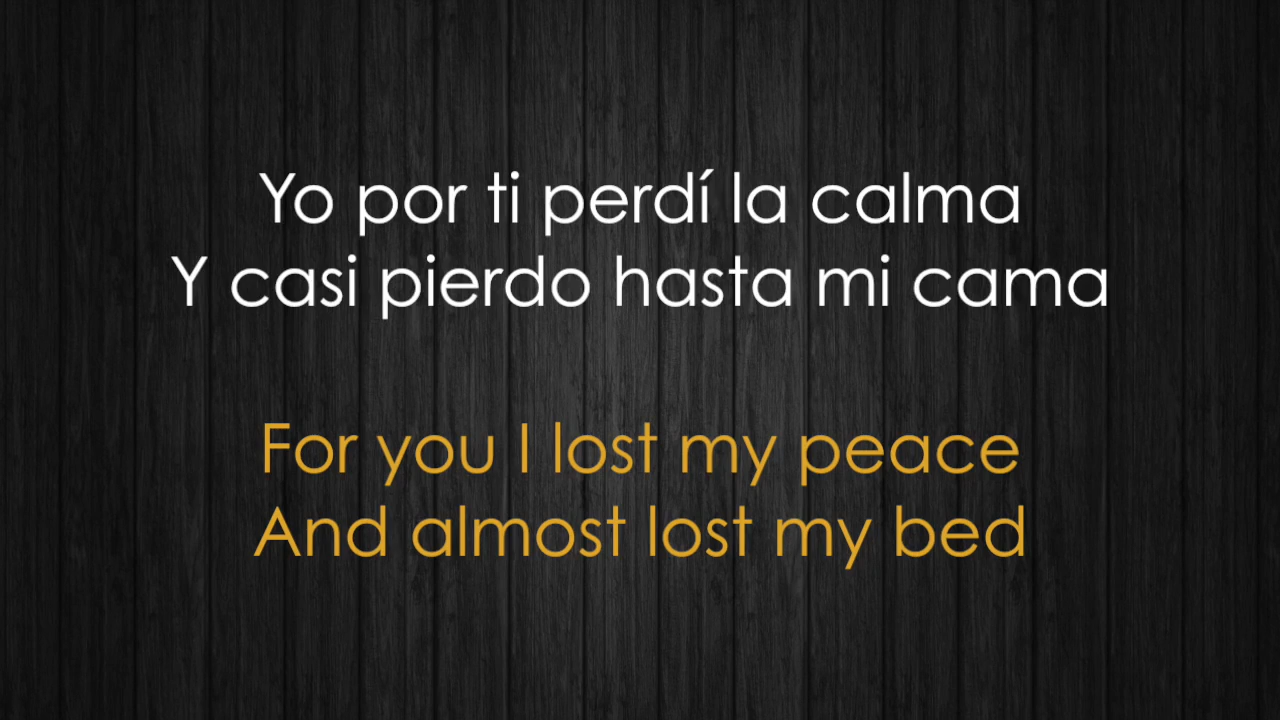 Yo por ti perdí la calma
Y casi pierdo hasta mi cama
For you I lost my peace
And almost lost my bed